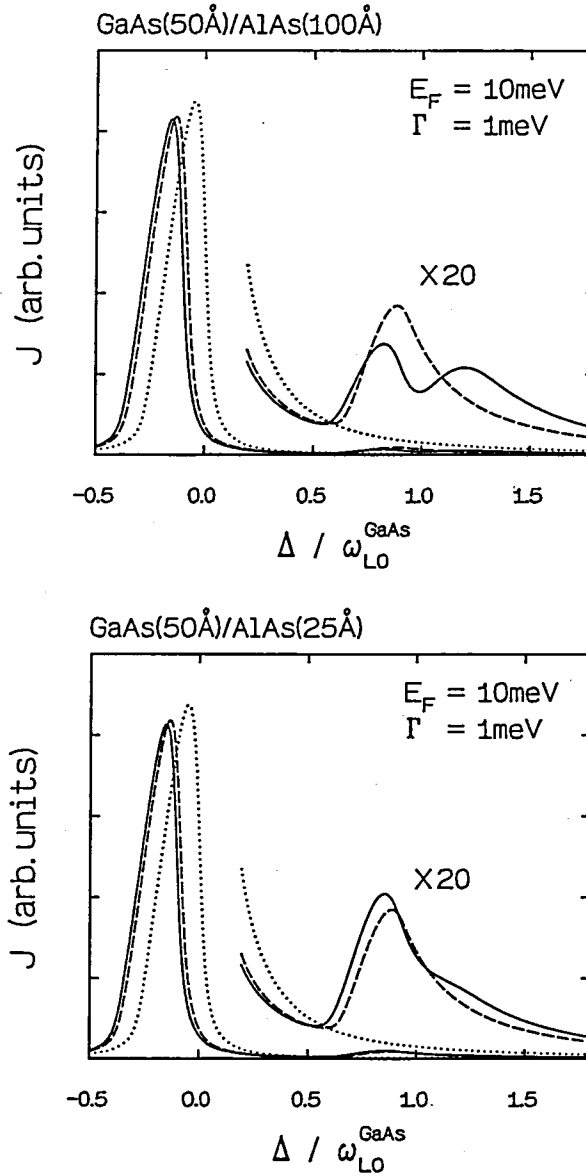 GaAs(50Å)/AlAs(100Å)
E_F = 10meV
Γ = 1meV
X20
J (arb. units)
-0.5 0.0 0.5 1.0 1.5
Δ / ω_LO^GaAs
GaAs(50Å)/AlAs(25Å)
E_F = 10meV
Γ = 1meV
X20
J (arb. units)
-0.5 0.0 0.5 1.0 1.5
Δ / ω_LO^GaAs